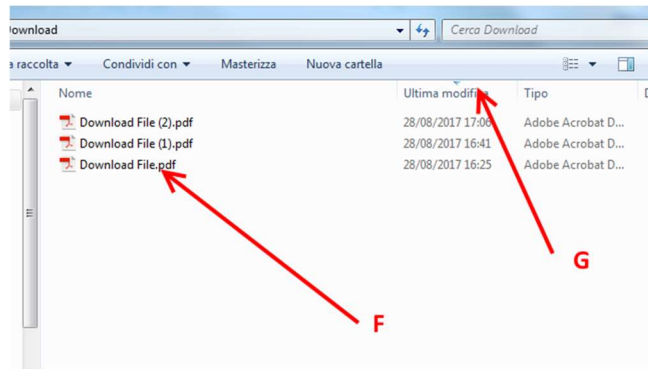 Download Cerca Download
a raccolta Condividi con Masterizza Nuova cartella
Nome Ultima modifica Tipo
Download File (2).pdf 28/08/2017 17:06 Adobe Acrobat D...
Download File (1).pdf 28/08/2017 16:41 Adobe Acrobat D...
Download File.pdf 28/08/2017 16:25 Adobe Acrobat D...
G
F